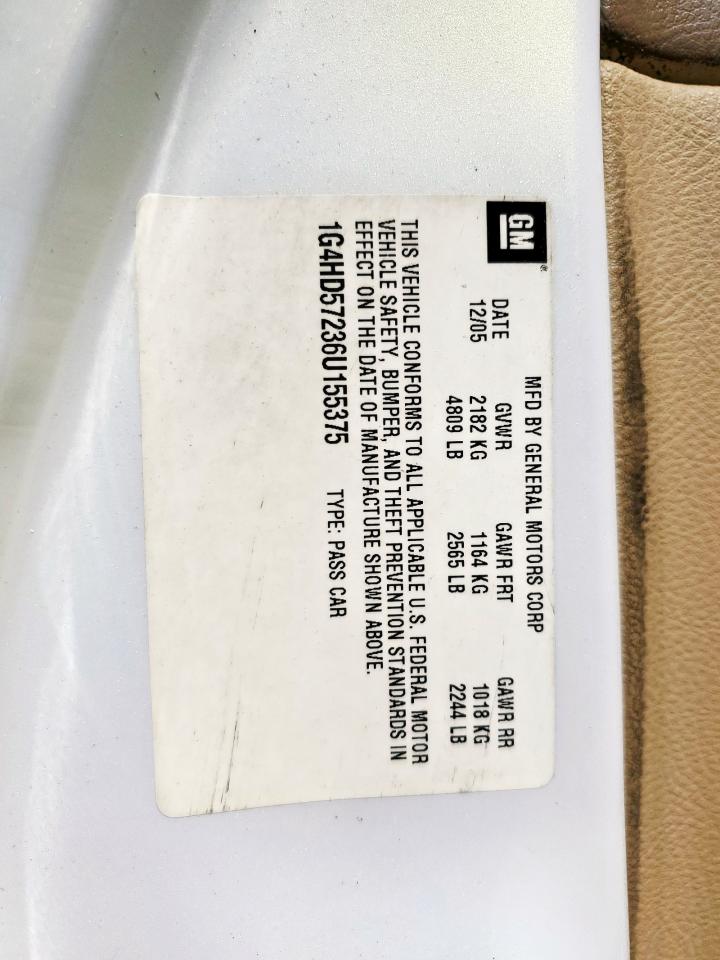 GM®
MFD BY GENERAL MOTORS CORP
DATE GVWR GAWR FRT GAWR RR
12/05 2182 KG 1164 KG 1018 KG
4809 LB 2565 LB 2244 LB
THIS VEHICLE CONFORMS TO ALL APPLICABLE U.S. FEDERAL MOTOR
VEHICLE SAFETY, BUMPER, AND THEFT PREVENTION STANDARDS IN
EFFECT ON THE DATE OF MANUFACTURE SHOWN ABOVE.
1G4HD57236U155375 TYPE: PASS CAR